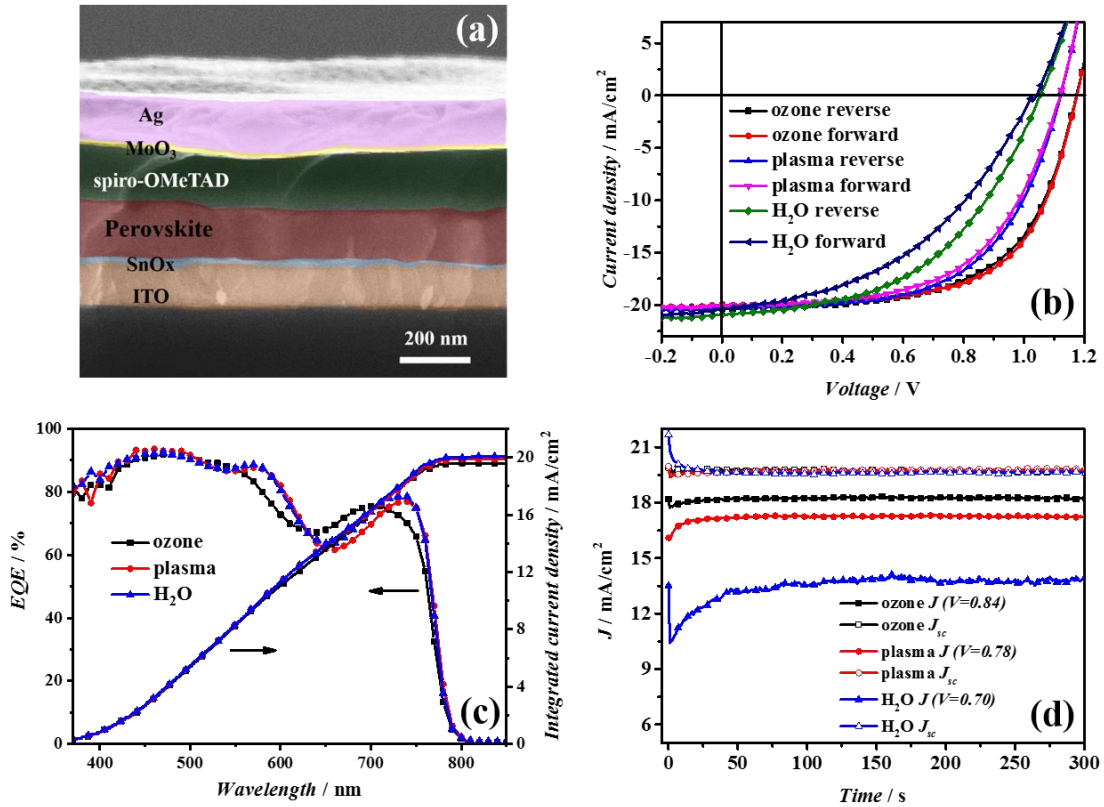 (a)
Ag
MoO₃
spiro-OMeTAD
Perovskite
SnOx
ITO
200 nm
Current density / mA/cm²
5
0
-5
-10
-15
-20
ozone reverse
ozone forward
plasma reverse
plasma forward
H₂O reverse
H₂O forward
(b)
-0.2 0.0 0.2 0.4 0.6 0.8 1.0 1.2
Voltage / V
EQE / %
100
80
60
40
20
0
ozone
plasma
H₂O
(c)
20
16
12
8
4
0
Integrated current density / mA/cm²
400 500 600 700 800
Wavelength / nm
J / mA/cm²
21
18
15
12
9
6
ozone J (V=0.84)
ozone Jsc
plasma J (V=0.78)
plasma Jsc
H₂O J (V=0.70)
H₂O Jsc
(d)
0 50 100 150 200 250 300
Time / s